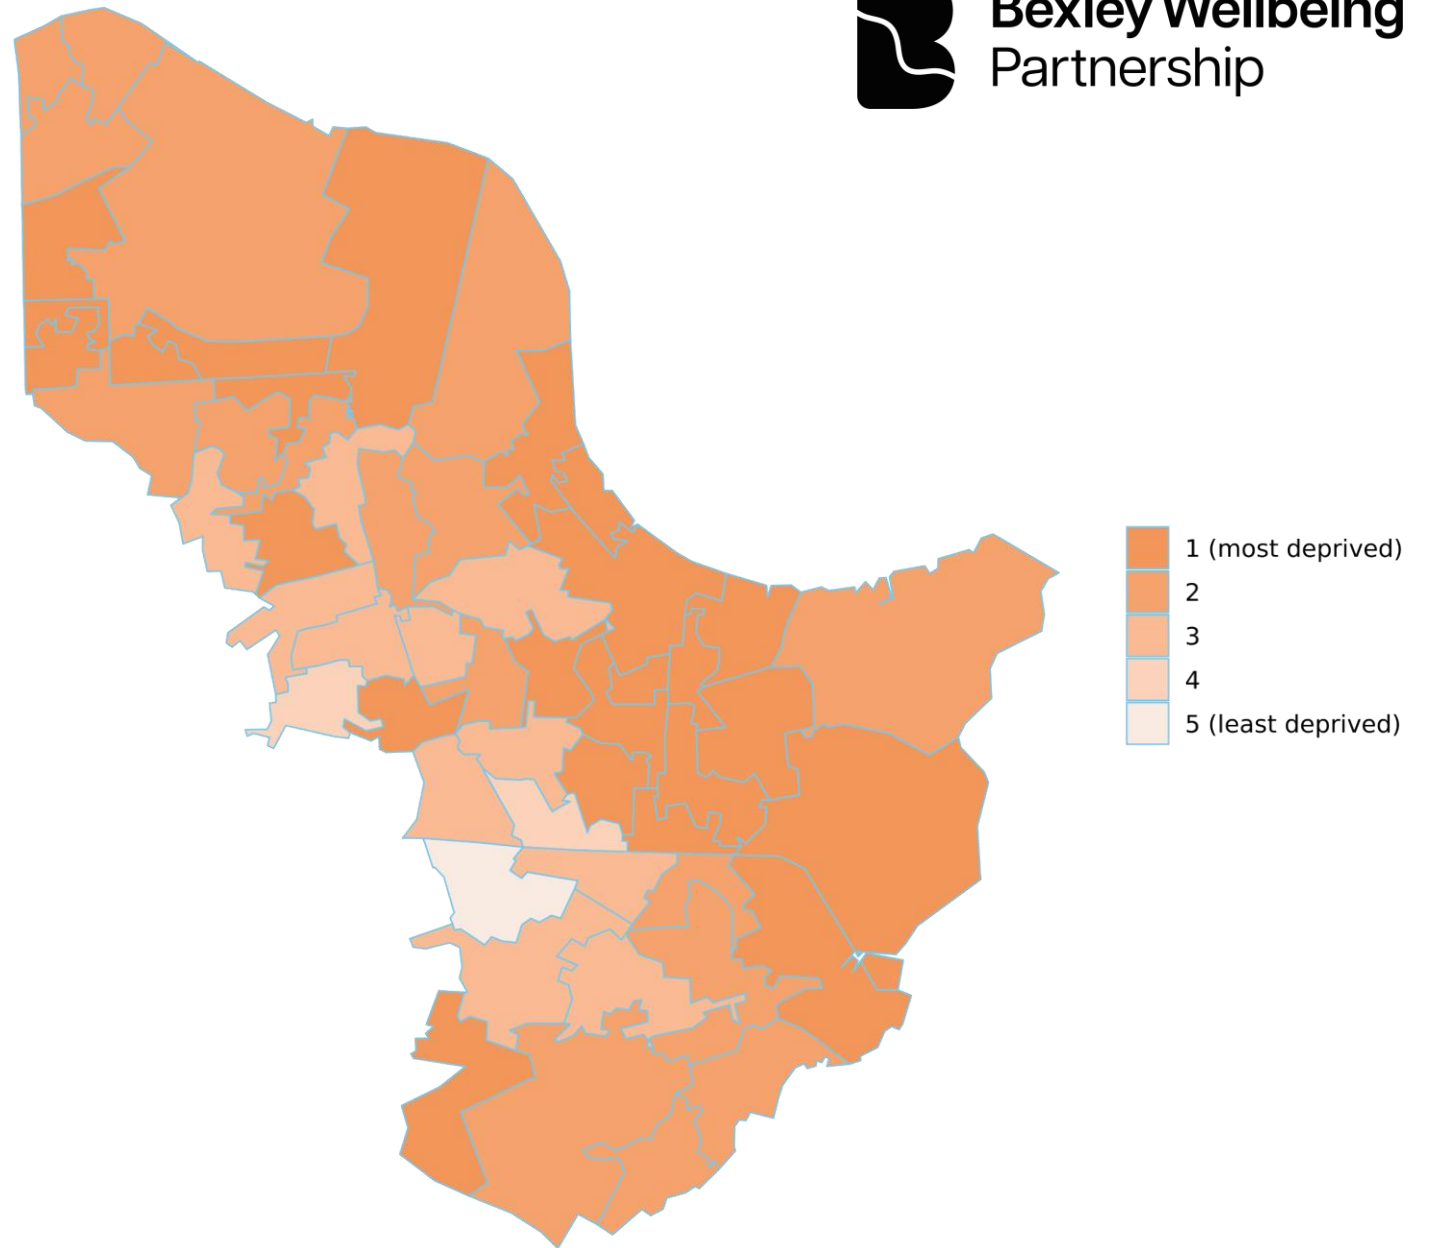 Bexley Wellbeing
Partnership
1 (most deprived)
2
3
4
5 (least deprived)